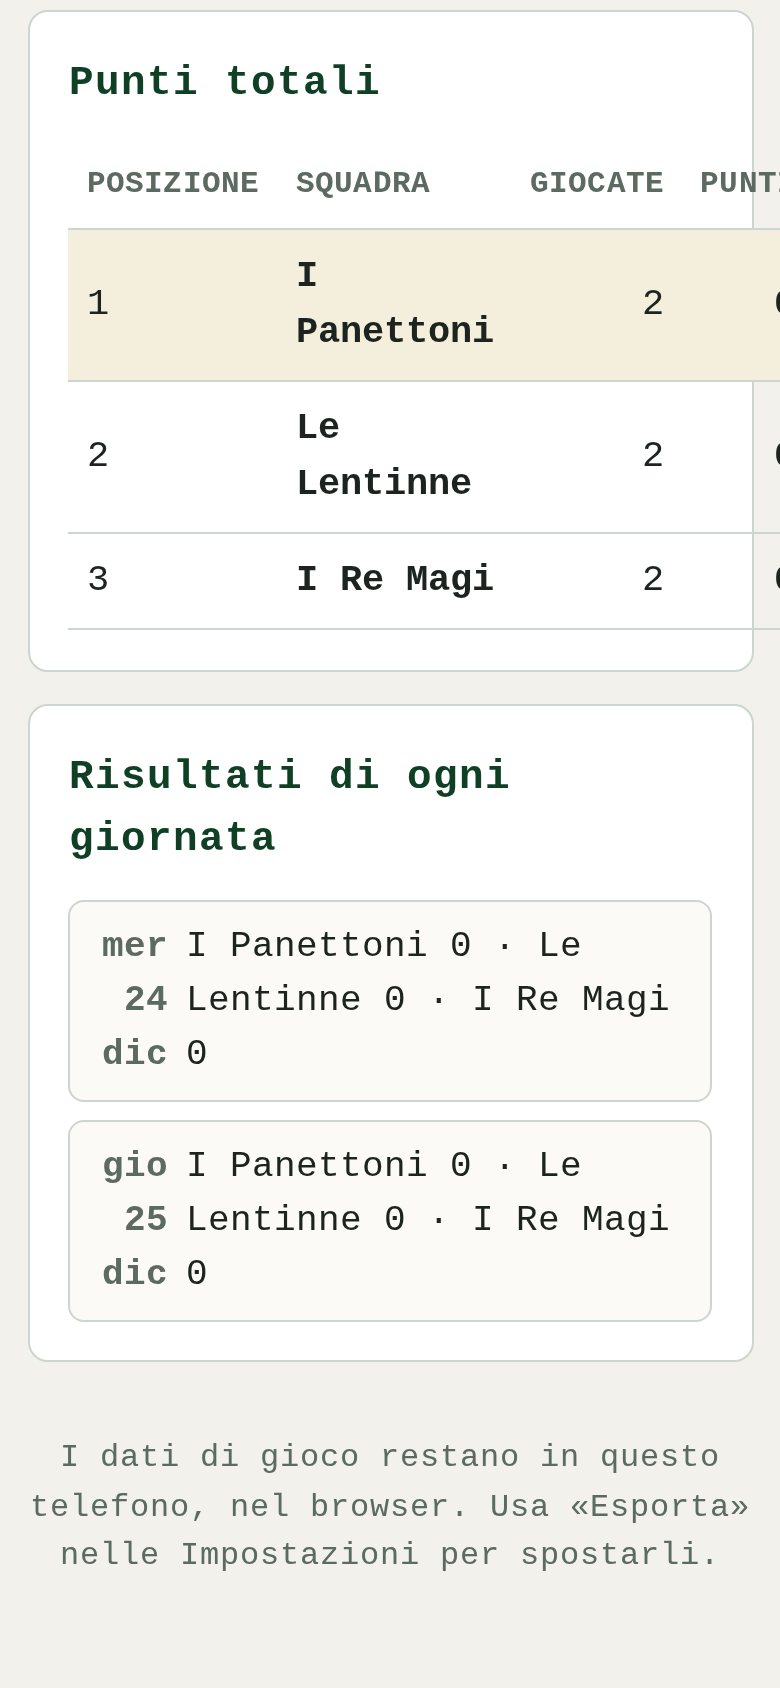 Punti totali
POSIZIONE SQUADRA GIOCATE
1 I Panettoni 2
2 Le Lentinne 2
3 I Re Magi 2
Risultati di ogni
giornata
mer I Panettoni 0 · Le
24 Lentinne 0 · I Re Magi
dic 0
gio I Panettoni 0 · Le
25 Lentinne 0 · I Re Magi
dic 0
I dati di gioco restano in questo
telefono, nel browser. Usa «Esporta»
nelle Impostazioni per spostarli.